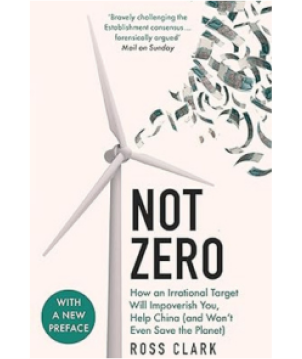 'Bravely challenging the
Establishment consensus...
forensically argued'
Mail on Sunday
NOT
ZERO
How an Irrational Target
Will Impoverish You,
Help China (and Won't
Even Save the Planet)
WITH
A NEW
PREFACE
ROSS CLARK